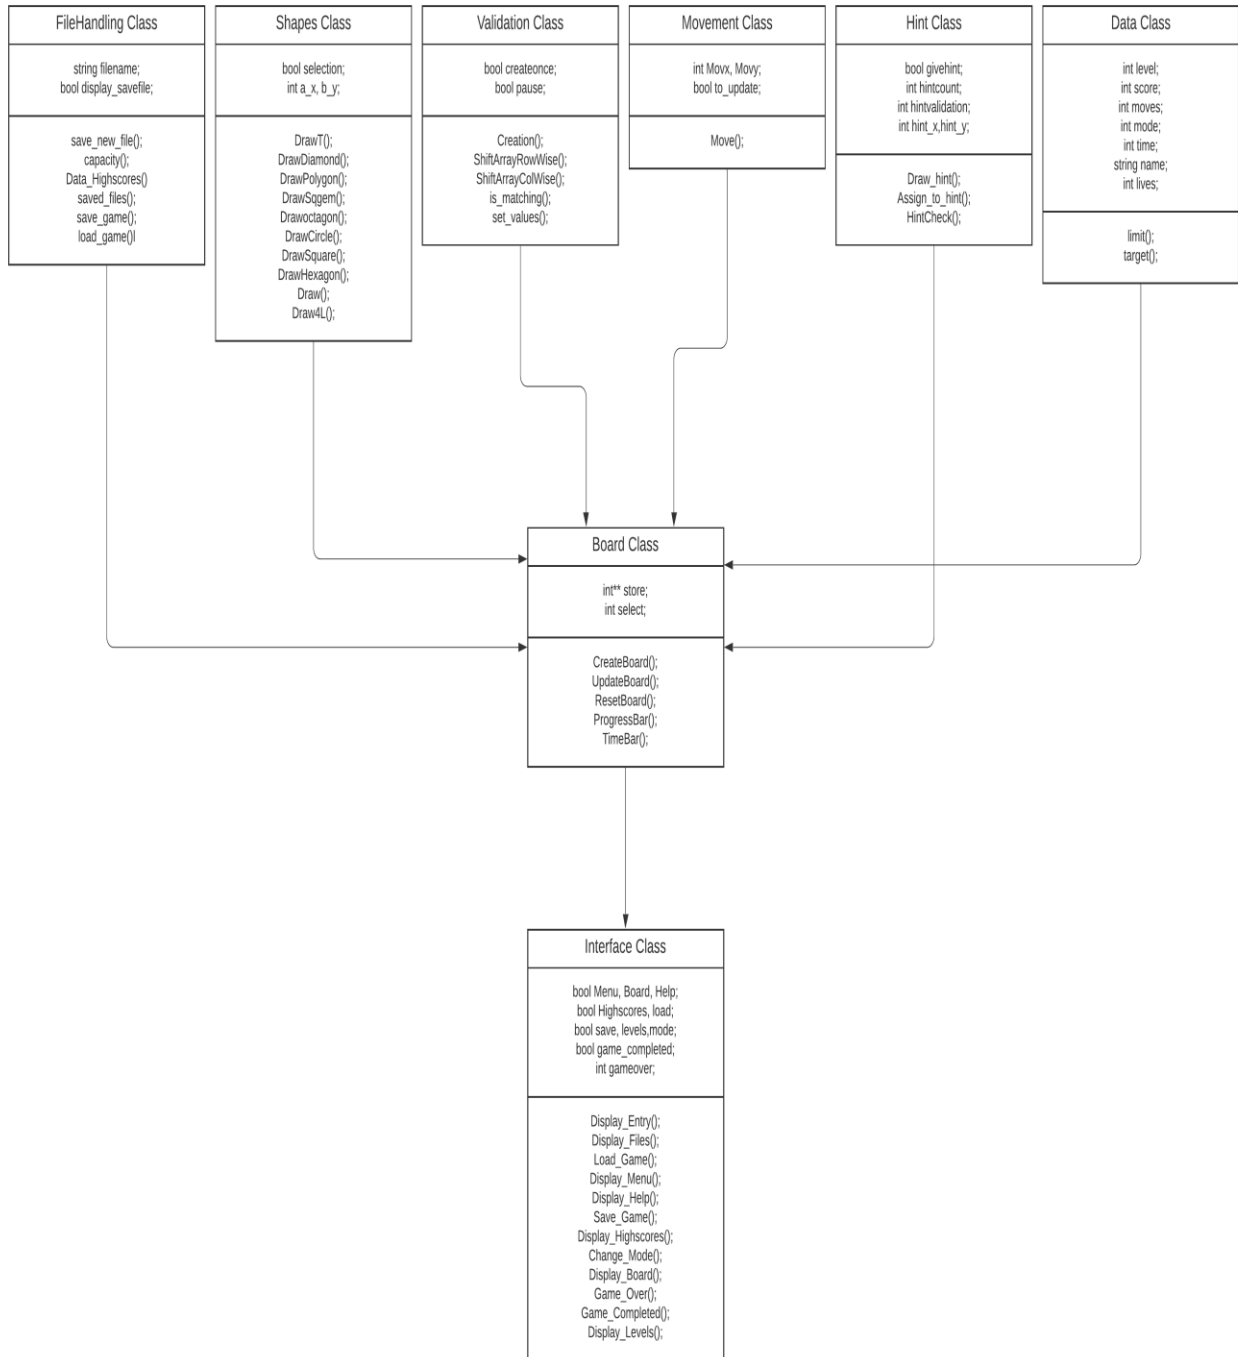 FileHandling Class
string filename;
bool display_savefile;
save_new_file();
capacity();
Data_Highscores()
saved_files();
save_game();
load_game()l
Shapes Class
bool selection;
int a_x, b_y;
DrawT();
DrawDiamond();
DrawPolygon();
DrawSqgem();
Drawoctagon();
DrawCircle();
DrawSquare();
DrawHexagon();
Draw();
Draw4L();
Validation Class
bool createonce;
bool pause;
Creation();
ShiftArrayRowWise();
ShiftArrayColWise();
is_matching();
set_values();
Movement Class
int Movx, Movy;
bool to_update;
Move();
Hint Class
bool givehint;
int hintcount;
int hintvalidation;
int hint_x,hint_y;
Draw_hint();
Assign_to_hint();
HintCheck();
Data Class
int level;
int score;
int moves;
int mode;
int time;
string name;
int lives;
limit();
target();
Board Class
int** store;
int select;
CreateBoard();
UpdateBoard();
ResetBoard();
ProgressBar();
TimeBar();
Interface Class
bool Menu, Board, Help;
bool Highscores, load;
bool save, levels,mode;
bool game_completed;
int gameover;
Display_Entry();
Display_Files();
Load_Game();
Display_Menu();
Display_Help();
Save_Game();
Display_Highscores();
Change_Mode();
Display_Board();
Game_Over();
Game_Completed();
Display_Levels();